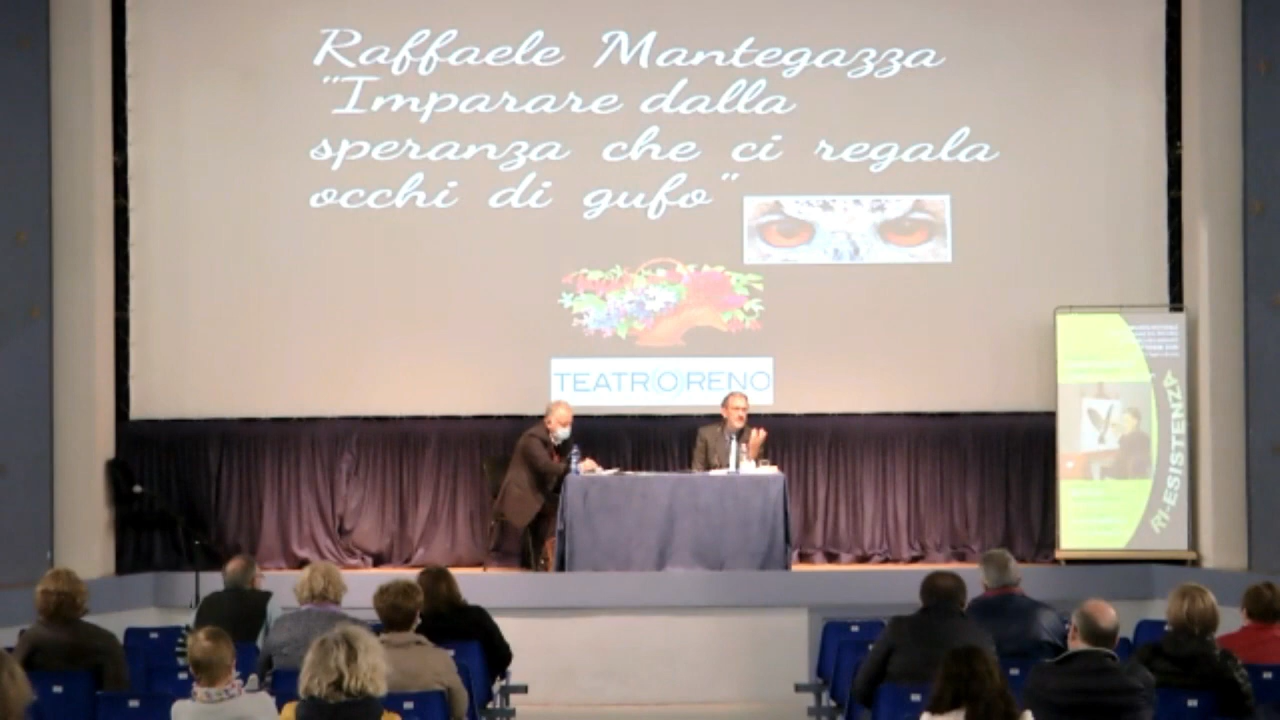 Raffaele Mantegazza
"Imparare dalla
speranza che ci regala
occhi di gufo"
TEATRO RENO
RI-ESISTENZA